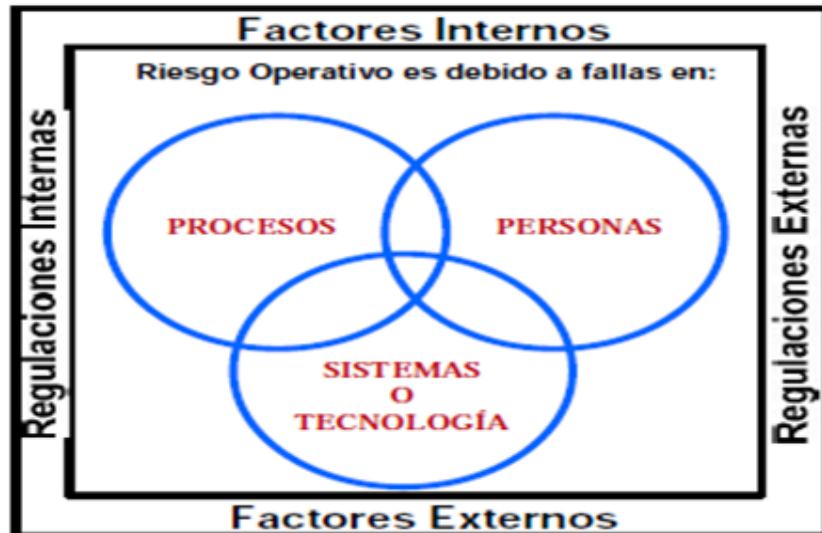 Factores Internos
Riesgo Operativo es debido a fallas en:
Regulaciones Internas
PROCESOS
PERSONAS
Regulaciones Externas
SISTEMAS
O
TECNOLOGÍA
Factores Externos